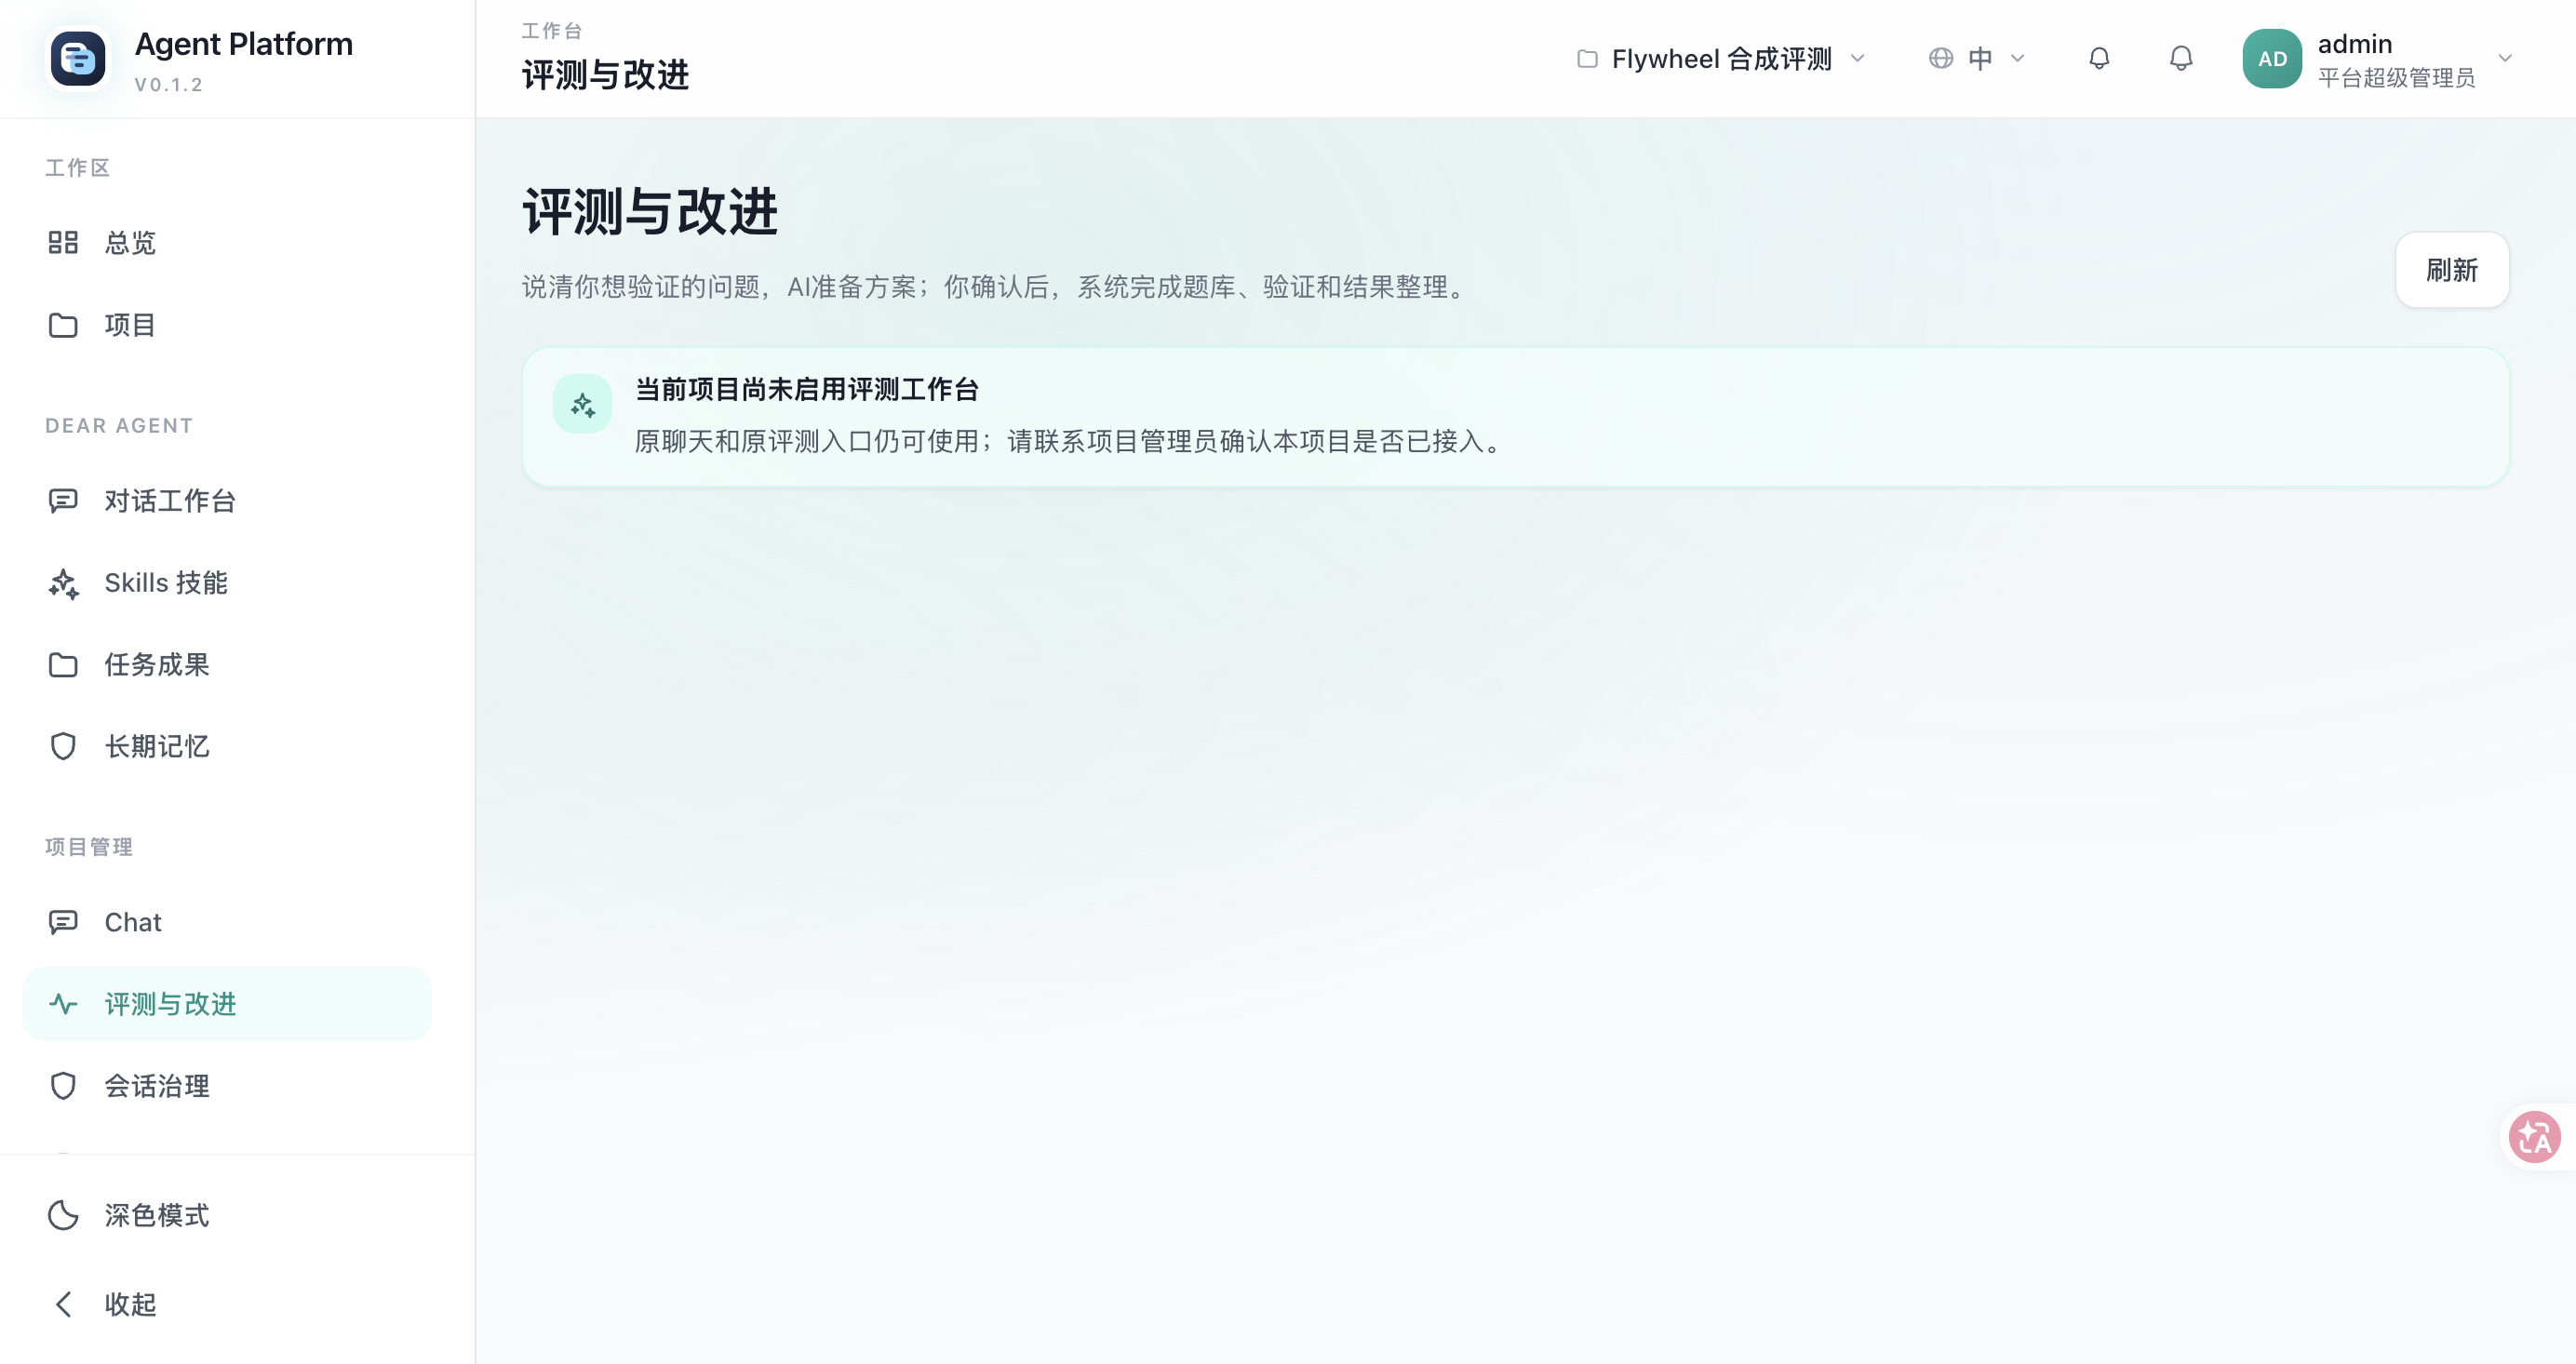 Agent Platform
V0.1.2
工作区
总览
项目
DEAR AGENT
对话工作台
Skills 技能
任务成果
长期记忆
项目管理
Chat
评测与改进
会话治理
深色模式
收起
工作台
评测与改进
Flywheel 合成评测
中
AD
admin
平台超级管理员
评测与改进
说清你想验证的问题，AI准备方案；你确认后，系统完成题库、验证和结果整理。
刷新
当前项目尚未启用评测工作台
原聊天和原评测入口仍可使用；请联系项目管理员确认本项目是否已接入。